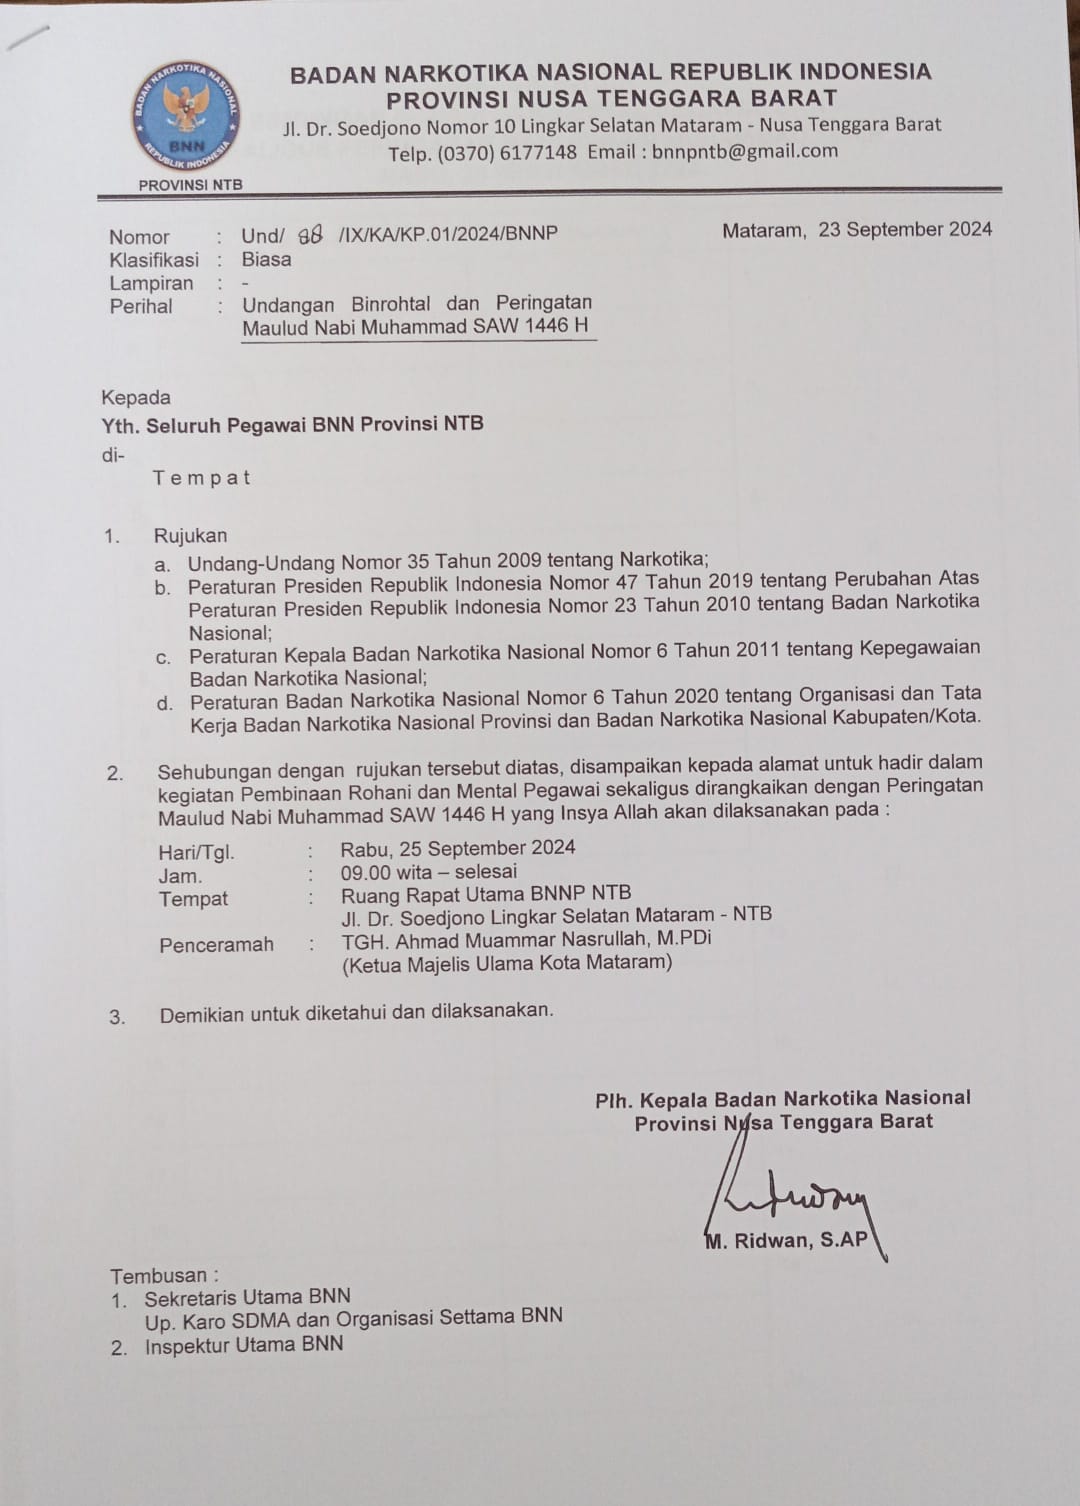 BADAN NARKOTIKA NASIONAL
BNN
REPUBLIK INDONESIA
PROVINSI NTB
BADAN NARKOTIKA NASIONAL REPUBLIK INDONESIA
PROVINSI NUSA TENGGARA BARAT
Jl. Dr. Soedjono Nomor 10 Lingkar Selatan Mataram - Nusa Tenggara Barat
Telp. (0370) 6177148 Email : bnnpntb@gmail.com
Nomor : Und/ 88 /IX/KA/KP.01/2024/BNNP Mataram, 23 September 2024
Klasifikasi : Biasa
Lampiran : -
Perihal : Undangan Binrohtal dan Peringatan
Maulud Nabi Muhammad SAW 1446 H
Kepada
Yth. Seluruh Pegawai BNN Provinsi NTB
di-
T e m p a t
1. Rujukan
a. Undang-Undang Nomor 35 Tahun 2009 tentang Narkotika;
b. Peraturan Presiden Republik Indonesia Nomor 47 Tahun 2019 tentang Perubahan Atas
Peraturan Presiden Republik Indonesia Nomor 23 Tahun 2010 tentang Badan Narkotika
Nasional;
c. Peraturan Kepala Badan Narkotika Nasional Nomor 6 Tahun 2011 tentang Kepegawaian
Badan Narkotika Nasional;
d. Peraturan Badan Narkotika Nasional Nomor 6 Tahun 2020 tentang Organisasi dan Tata
Kerja Badan Narkotika Nasional Provinsi dan Badan Narkotika Nasional Kabupaten/Kota.
2. Sehubungan dengan rujukan tersebut diatas, disampaikan kepada alamat untuk hadir dalam
kegiatan Pembinaan Rohani dan Mental Pegawai sekaligus dirangkaikan dengan Peringatan
Maulud Nabi Muhammad SAW 1446 H yang Insya Allah akan dilaksanakan pada :
Hari/Tgl. : Rabu, 25 September 2024
Jam. : 09.00 wita – selesai
Tempat : Ruang Rapat Utama BNNP NTB
Jl. Dr. Soedjono Lingkar Selatan Mataram - NTB
Penceramah : TGH. Ahmad Muammar Nasrullah, M.PDi
(Ketua Majelis Ulama Kota Mataram)
3. Demikian untuk diketahui dan dilaksanakan.
Plh. Kepala Badan Narkotika Nasional
Provinsi Nusa Tenggara Barat
M. Ridwan, S.AP
Tembusan :
1. Sekretaris Utama BNN
Up. Karo SDMA dan Organisasi Settama BNN
2. Inspektur Utama BNN